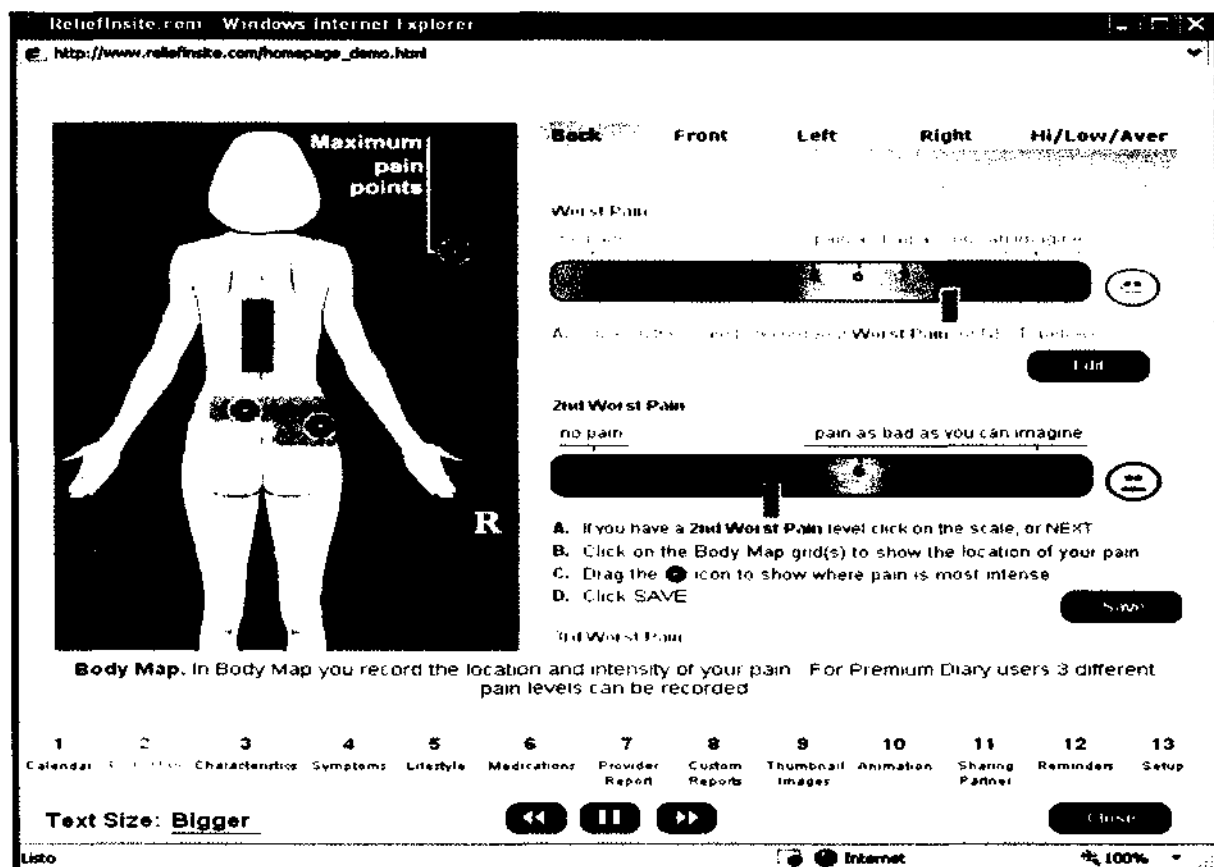 ReliefInsite.com Windows Internet Explorer
http://www.reliefinsite.com/homepage_demo.html
Maximum
pain
points
Back Front Left Right Hi/Low/Aver
Worst Pain
A. Worst Pain
Edit
2nd Worst Pain
no pain pain as bad as you can imagine
A. If you have a 2nd Worst Pain level click on the scale, or NEXT
B. Click on the Body Map grid(s) to show the location of your pain
C. Drag the icon to show where pain is most intense
D. Click SAVE
Save
3rd Worst Pain
R
Body Map. In Body Map you record the location and intensity of your pain For Premium Diary users 3 different
pain levels can be recorded
1 2 3 4 5 6 7 8 9 10 11 12 13
Calendar Characteristics Symptoms Lifestyle Medications Provider Report Custom Reports Thumbnail Images Animation Sharing Partner Reminders Setup
Text Size: Bigger
Close
Listo Internet 100%